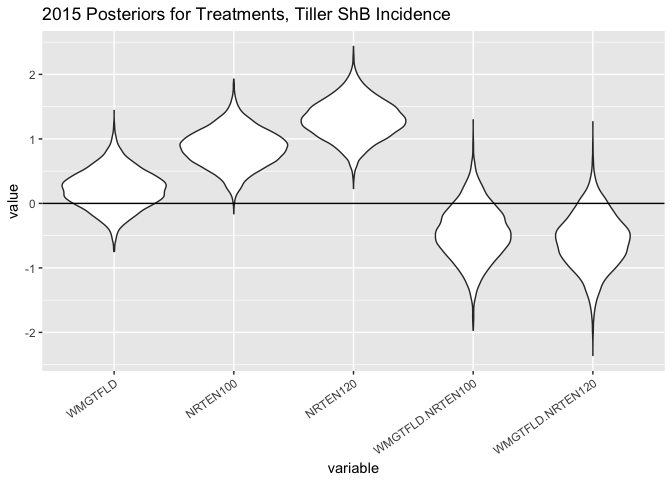 2015 Posteriors for Treatments, Tiller ShB Incidence
value
2
1
0
-1
-2
WMGTFLD
NRTEN100
NRTEN120
WMGTFLD.NRTEN100
WMGTFLD.NRTEN120
variable